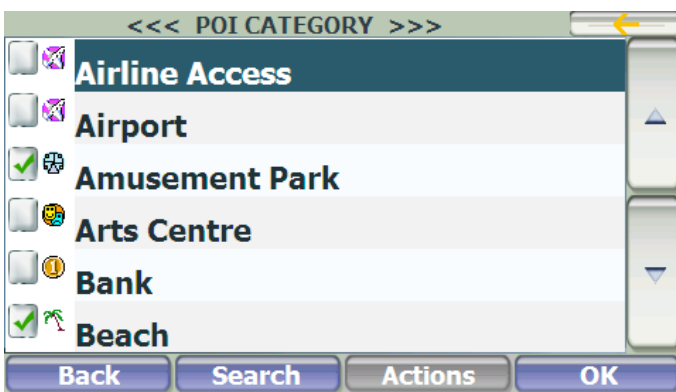 <<< POI CATEGORY >>>
Airline Access
Airport
Amusement Park
Arts Centre
Bank
Beach
Back Search Actions OK